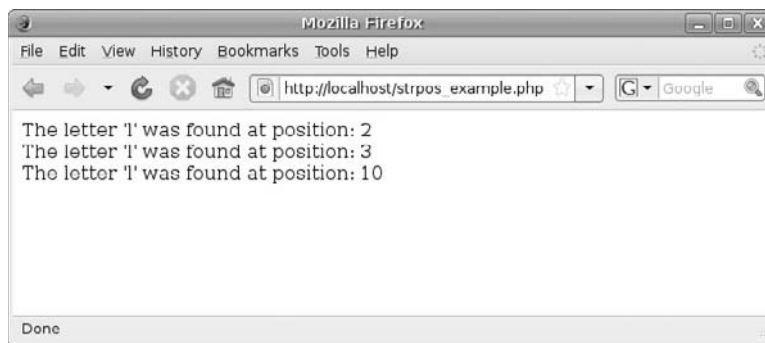 Mozilla Firefox
File Edit View History Bookmarks Tools Help
http://localhost/strpos_example.php G Google
The letter 'l' was found at position: 2
The letter 'l' was found at position: 3
The letter 'l' was found at position: 10
Done